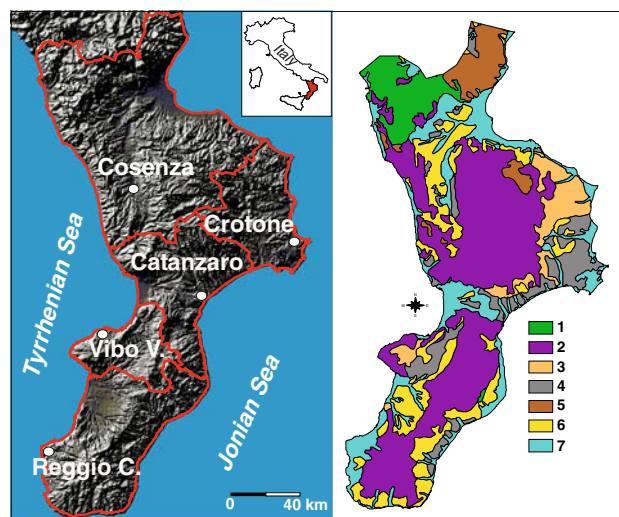 Italy
Cosenza
Crotone
Catanzaro
Vibo V.
Reggio C.
Tyrrhenian Sea
Jonian Sea
0 40 km
1
2
3
4
5
6
7